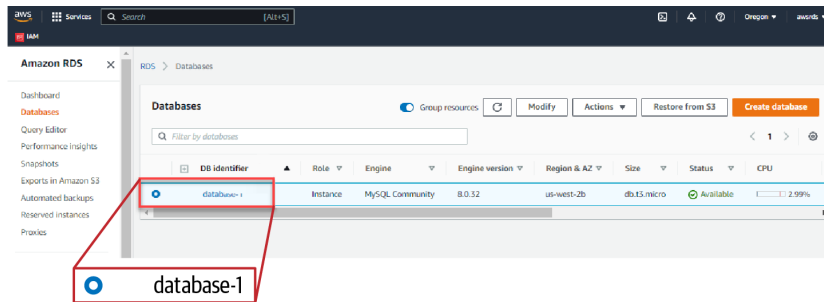 aws Services Search [Alt+S] Oregon ▼ awsrds
IAM
Amazon RDS
RDS > Databases
Dashboard
Databases
Query Editor
Performance insights
Snapshots
Exports in Amazon S3
Automated backups
Reserved instances
Proxies
Databases Group resources Modify Actions ▼ Restore from S3 Create database
Filter by databases < 1 >
DB identifier Role Engine Engine version Region & AZ Size Status CPU
database-1 Instance MySQL Community 8.0.32 us-west-2b db.t3.micro Available 2.99%
database-1